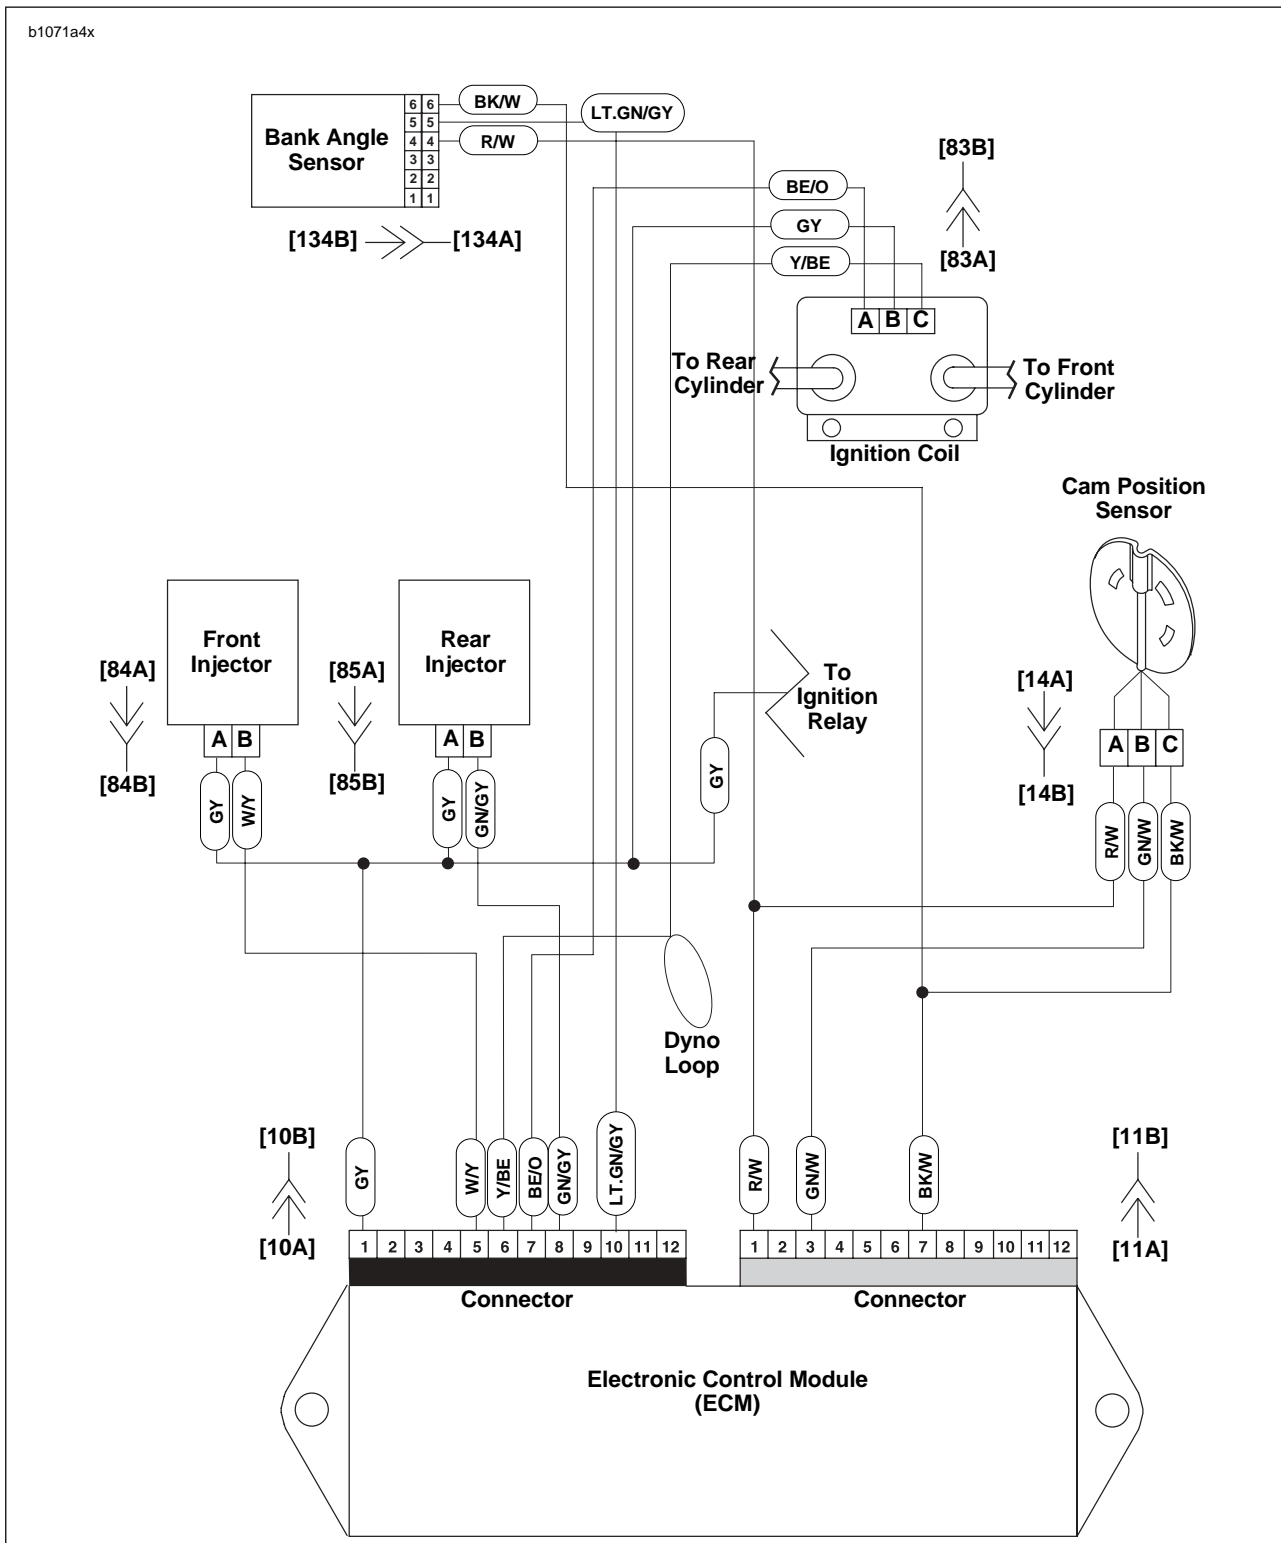 b1071a4x
Bank Angle
Sensor
6 6
5 5
4 4
3 3
2 2
1 1
BK/W
LT.GN/GY
R/W
[134B]
[134A]
BE/O
GY
Y/BE
[83B]
[83A]
A B C
To Rear
Cylinder
To Front
Cylinder
Ignition Coil
Cam Position
Sensor
Front
Injector
Rear
Injector
[84A]
[84B]
[85A]
[85B]
A B
A B
GY
W/Y
GY
GN/GY
To
Ignition
Relay
GY
[14A]
[14B]
A B C
R/W
GN/W
BK/W
Dyno
Loop
[10B]
[10A]
GY
W/Y
Y/BE
BE/O
GN/GY
LT.GN/GY
R/W
GN/W
BK/W
[11B]
[11A]
1 2 3 4 5 6 7 8 9 10 11 12
1 2 3 4 5 6 7 8 9 10 11 12
Connector
Connector
Electronic Control Module
(ECM)